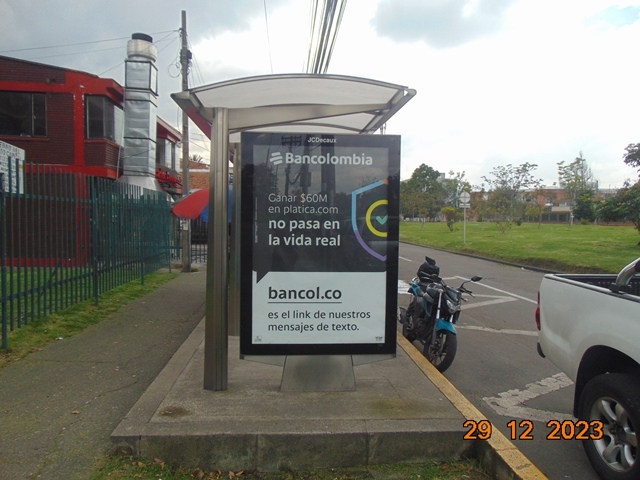 JCDecaux
Bancolombia
Ganar $60M
en platica.com
no pasa en
la vida real
bancol.co
es el link de nuestros
mensajes de texto.
29 12 2023